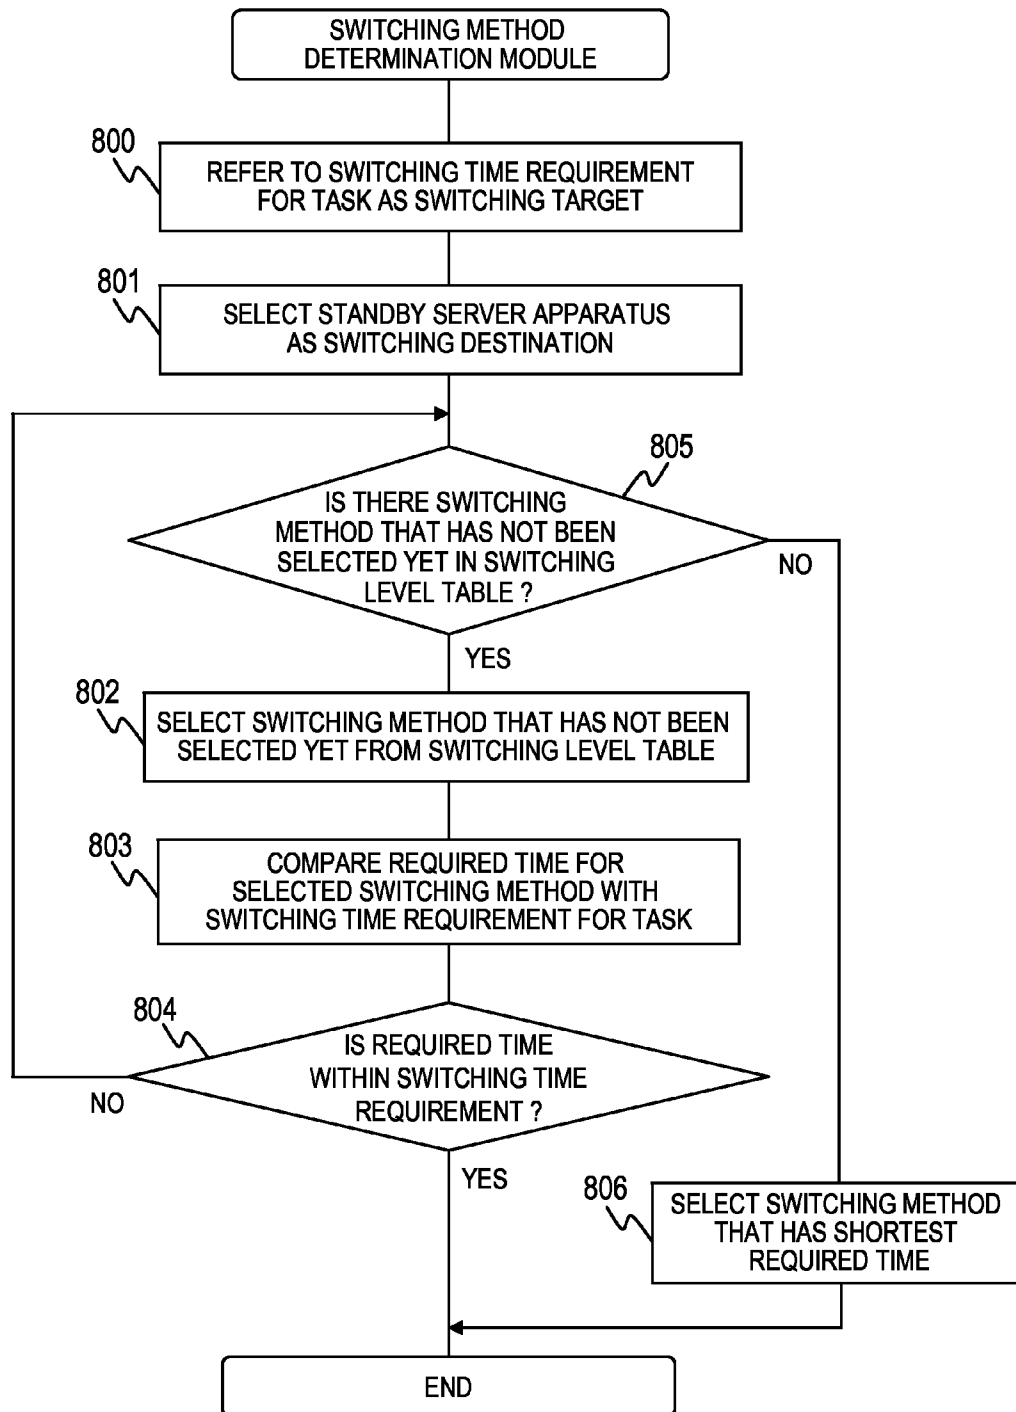 SWITCHING METHOD
DETERMINATION MODULE
800
REFER TO SWITCHING TIME REQUIREMENT
FOR TASK AS SWITCHING TARGET
801
SELECT STANDBY SERVER APPARATUS
AS SWITCHING DESTINATION
805
IS THERE SWITCHING
METHOD THAT HAS NOT BEEN
SELECTED YET IN SWITCHING
LEVEL TABLE ?
NO
YES
802
SELECT SWITCHING METHOD THAT HAS NOT BEEN
SELECTED YET FROM SWITCHING LEVEL TABLE
803
COMPARE REQUIRED TIME FOR
SELECTED SWITCHING METHOD WITH
SWITCHING TIME REQUIREMENT FOR TASK
804
IS REQUIRED TIME
WITHIN SWITCHING TIME
REQUIREMENT ?
NO
YES
806
SELECT SWITCHING METHOD
THAT HAS SHORTEST
REQUIRED TIME
END